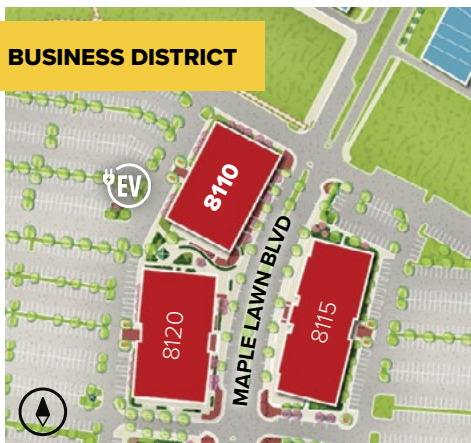 BUSINESS DISTRICT
EV
8110
MAPLE LAWN BLVD
8120
8115